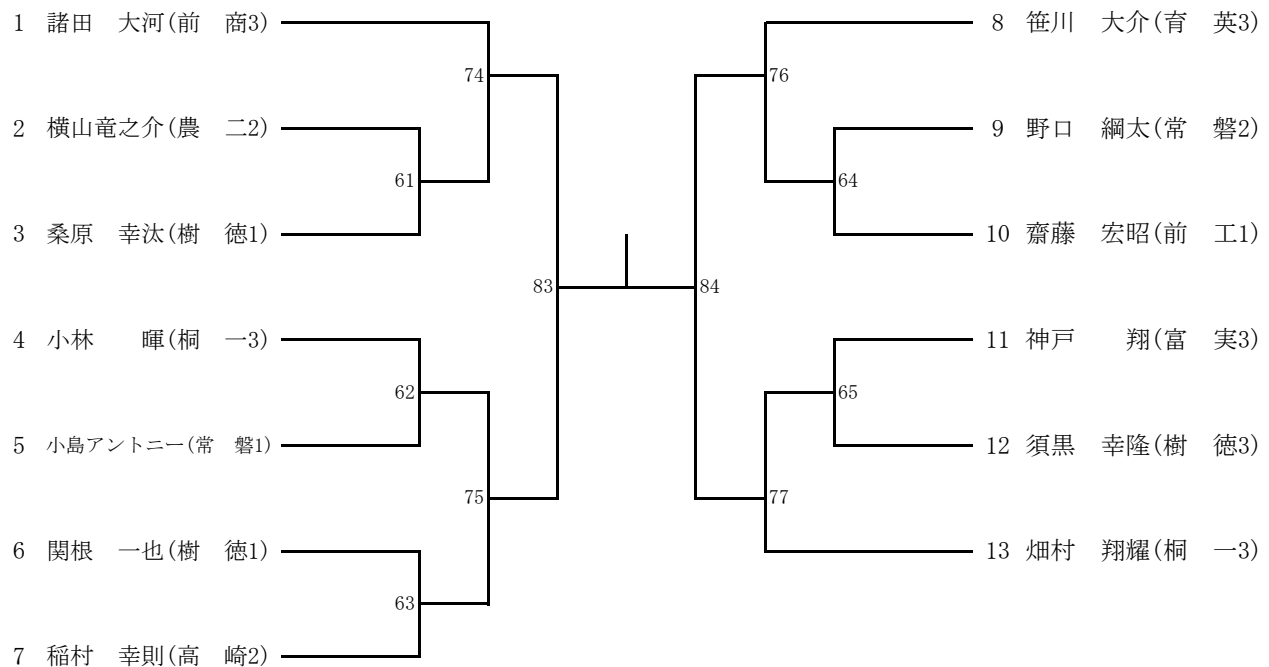 1 諸田　大河(前　商3)
74
2 横山竜之介(農　二2)
61
3 桑原　幸汰(樹　徳1)
83
4 小林　　暉(桐　一3)
62
5 小島アントニー(常　磐1)
75
6 関根　一也(樹　徳1)
63
7 稲村　幸則(高　崎2)
8 笹川　大介(育　英3)
76
9 野口　綱太(常　磐2)
64
10 齋藤　宏昭(前　工1)
84
11 神戸　　翔(富　実3)
65
12 須黒　幸隆(樹　徳3)
77
13 畑村　翔耀(桐　一3)